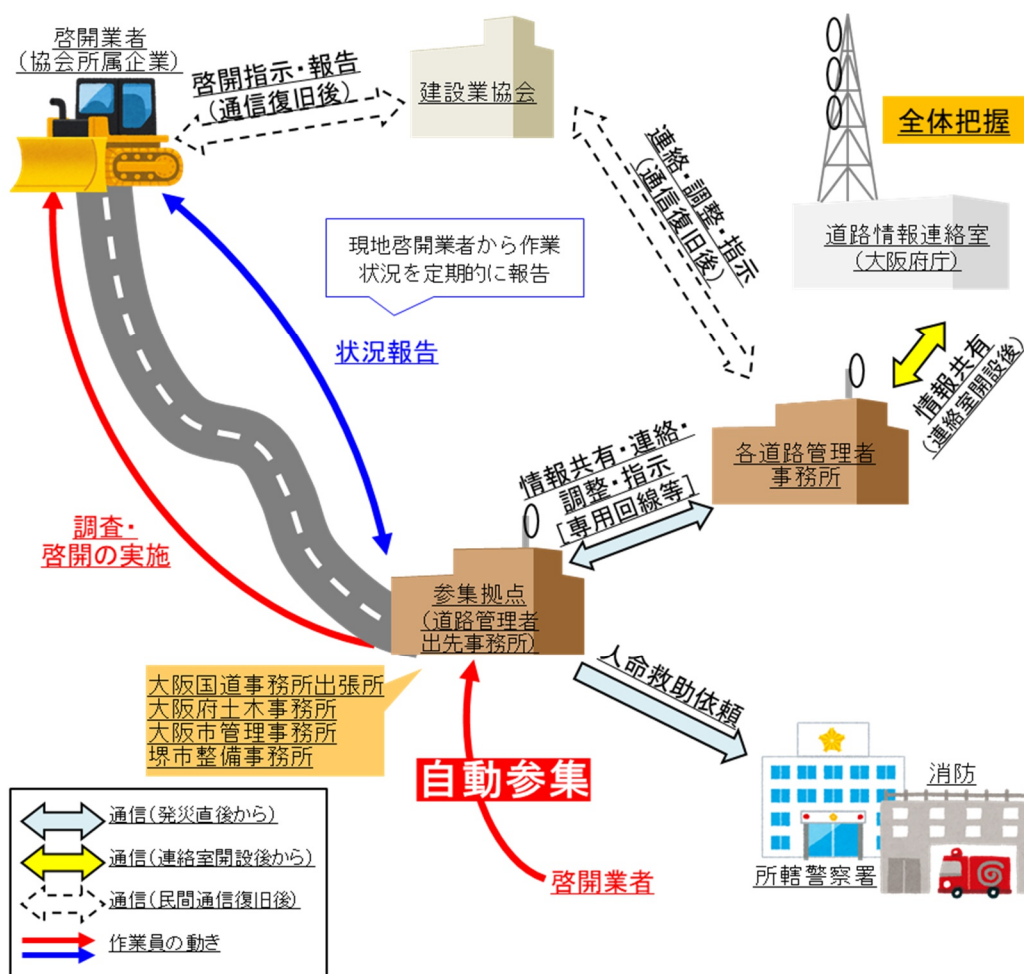 啓開業者
(協会所属企業)
啓開指示・報告
(通信復旧後)
建設業協会
連絡・調整・指示
(通信復旧後)
全体把握
道路情報連絡室
(大阪府庁)
現地啓開業者から作業
状況を定期的に報告
状況報告
情報共有
(連絡室開設後)
各道路管理者
事務所
情報共有・連絡・
調整・指示
[専用回線等]
調査・
啓開の実施
参集拠点
(道路管理者
出先事務所)
人命救助依頼
大阪国道事務所出張所
大阪府土木事務所
大阪市管理事務所
堺市整備事務所
自動参集
啓開業者
消防
所轄警察署
通信(発災直後から)
通信(連絡室開設後から)
通信(民間通信復旧後)
作業員の動き